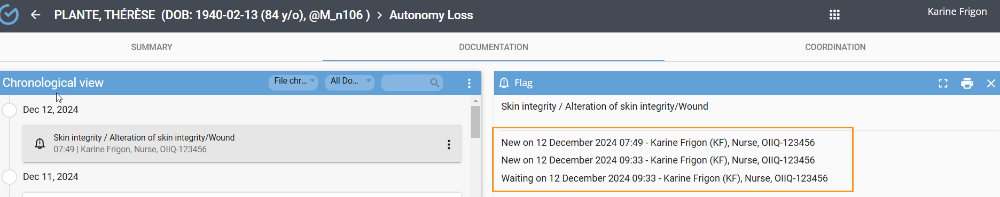 PLANTE, THÉRÈSE (DOB: 1940-02-13 (84 y/o), @M_n106 ) > Autonomy Loss
Karine Frigon
SUMMARY
DOCUMENTATION
COORDINATION
Chronological view
File chr...
All Do...
Dec 12, 2024
Skin integrity / Alteration of skin integrity/Wound
07:49 | Karine Frigon, Nurse, OIIQ-123456
Dec 11, 2024
Flag
Skin integrity / Alteration of skin integrity/Wound
New on 12 December 2024 07:49 - Karine Frigon (KF), Nurse, OIIQ-123456
New on 12 December 2024 09:33 - Karine Frigon (KF), Nurse, OIIQ-123456
Waiting on 12 December 2024 09:33 - Karine Frigon (KF), Nurse, OIIQ-123456